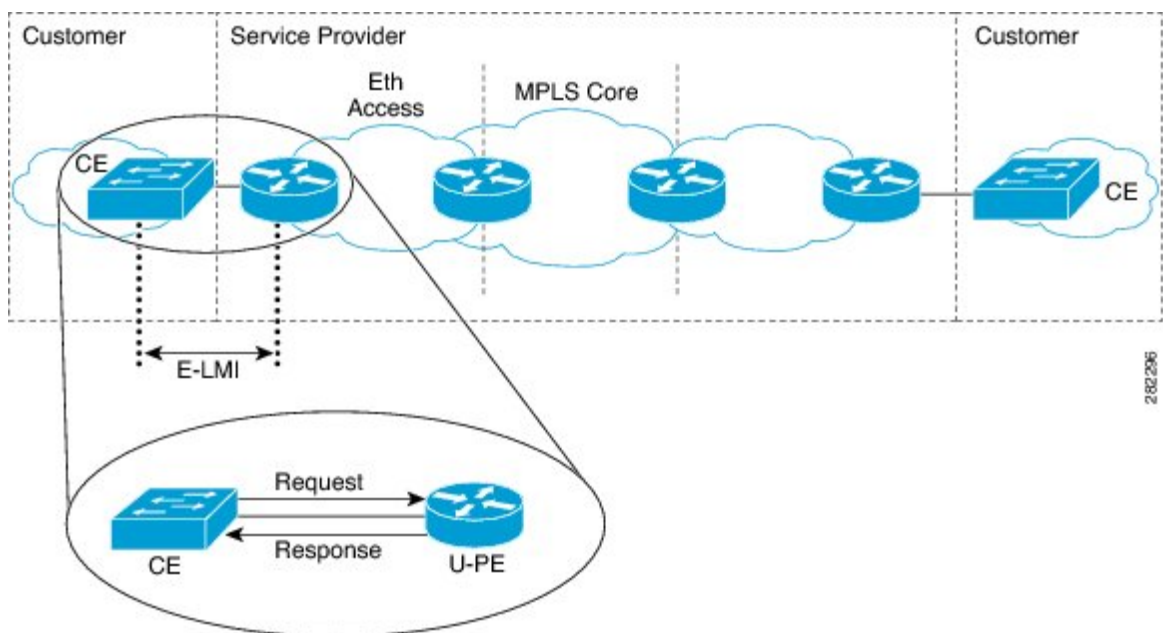 Customer
Service Provider
Customer
Eth
Access
MPLS Core
CE
CE
E-LMI
282296
Request
Response
CE
U-PE